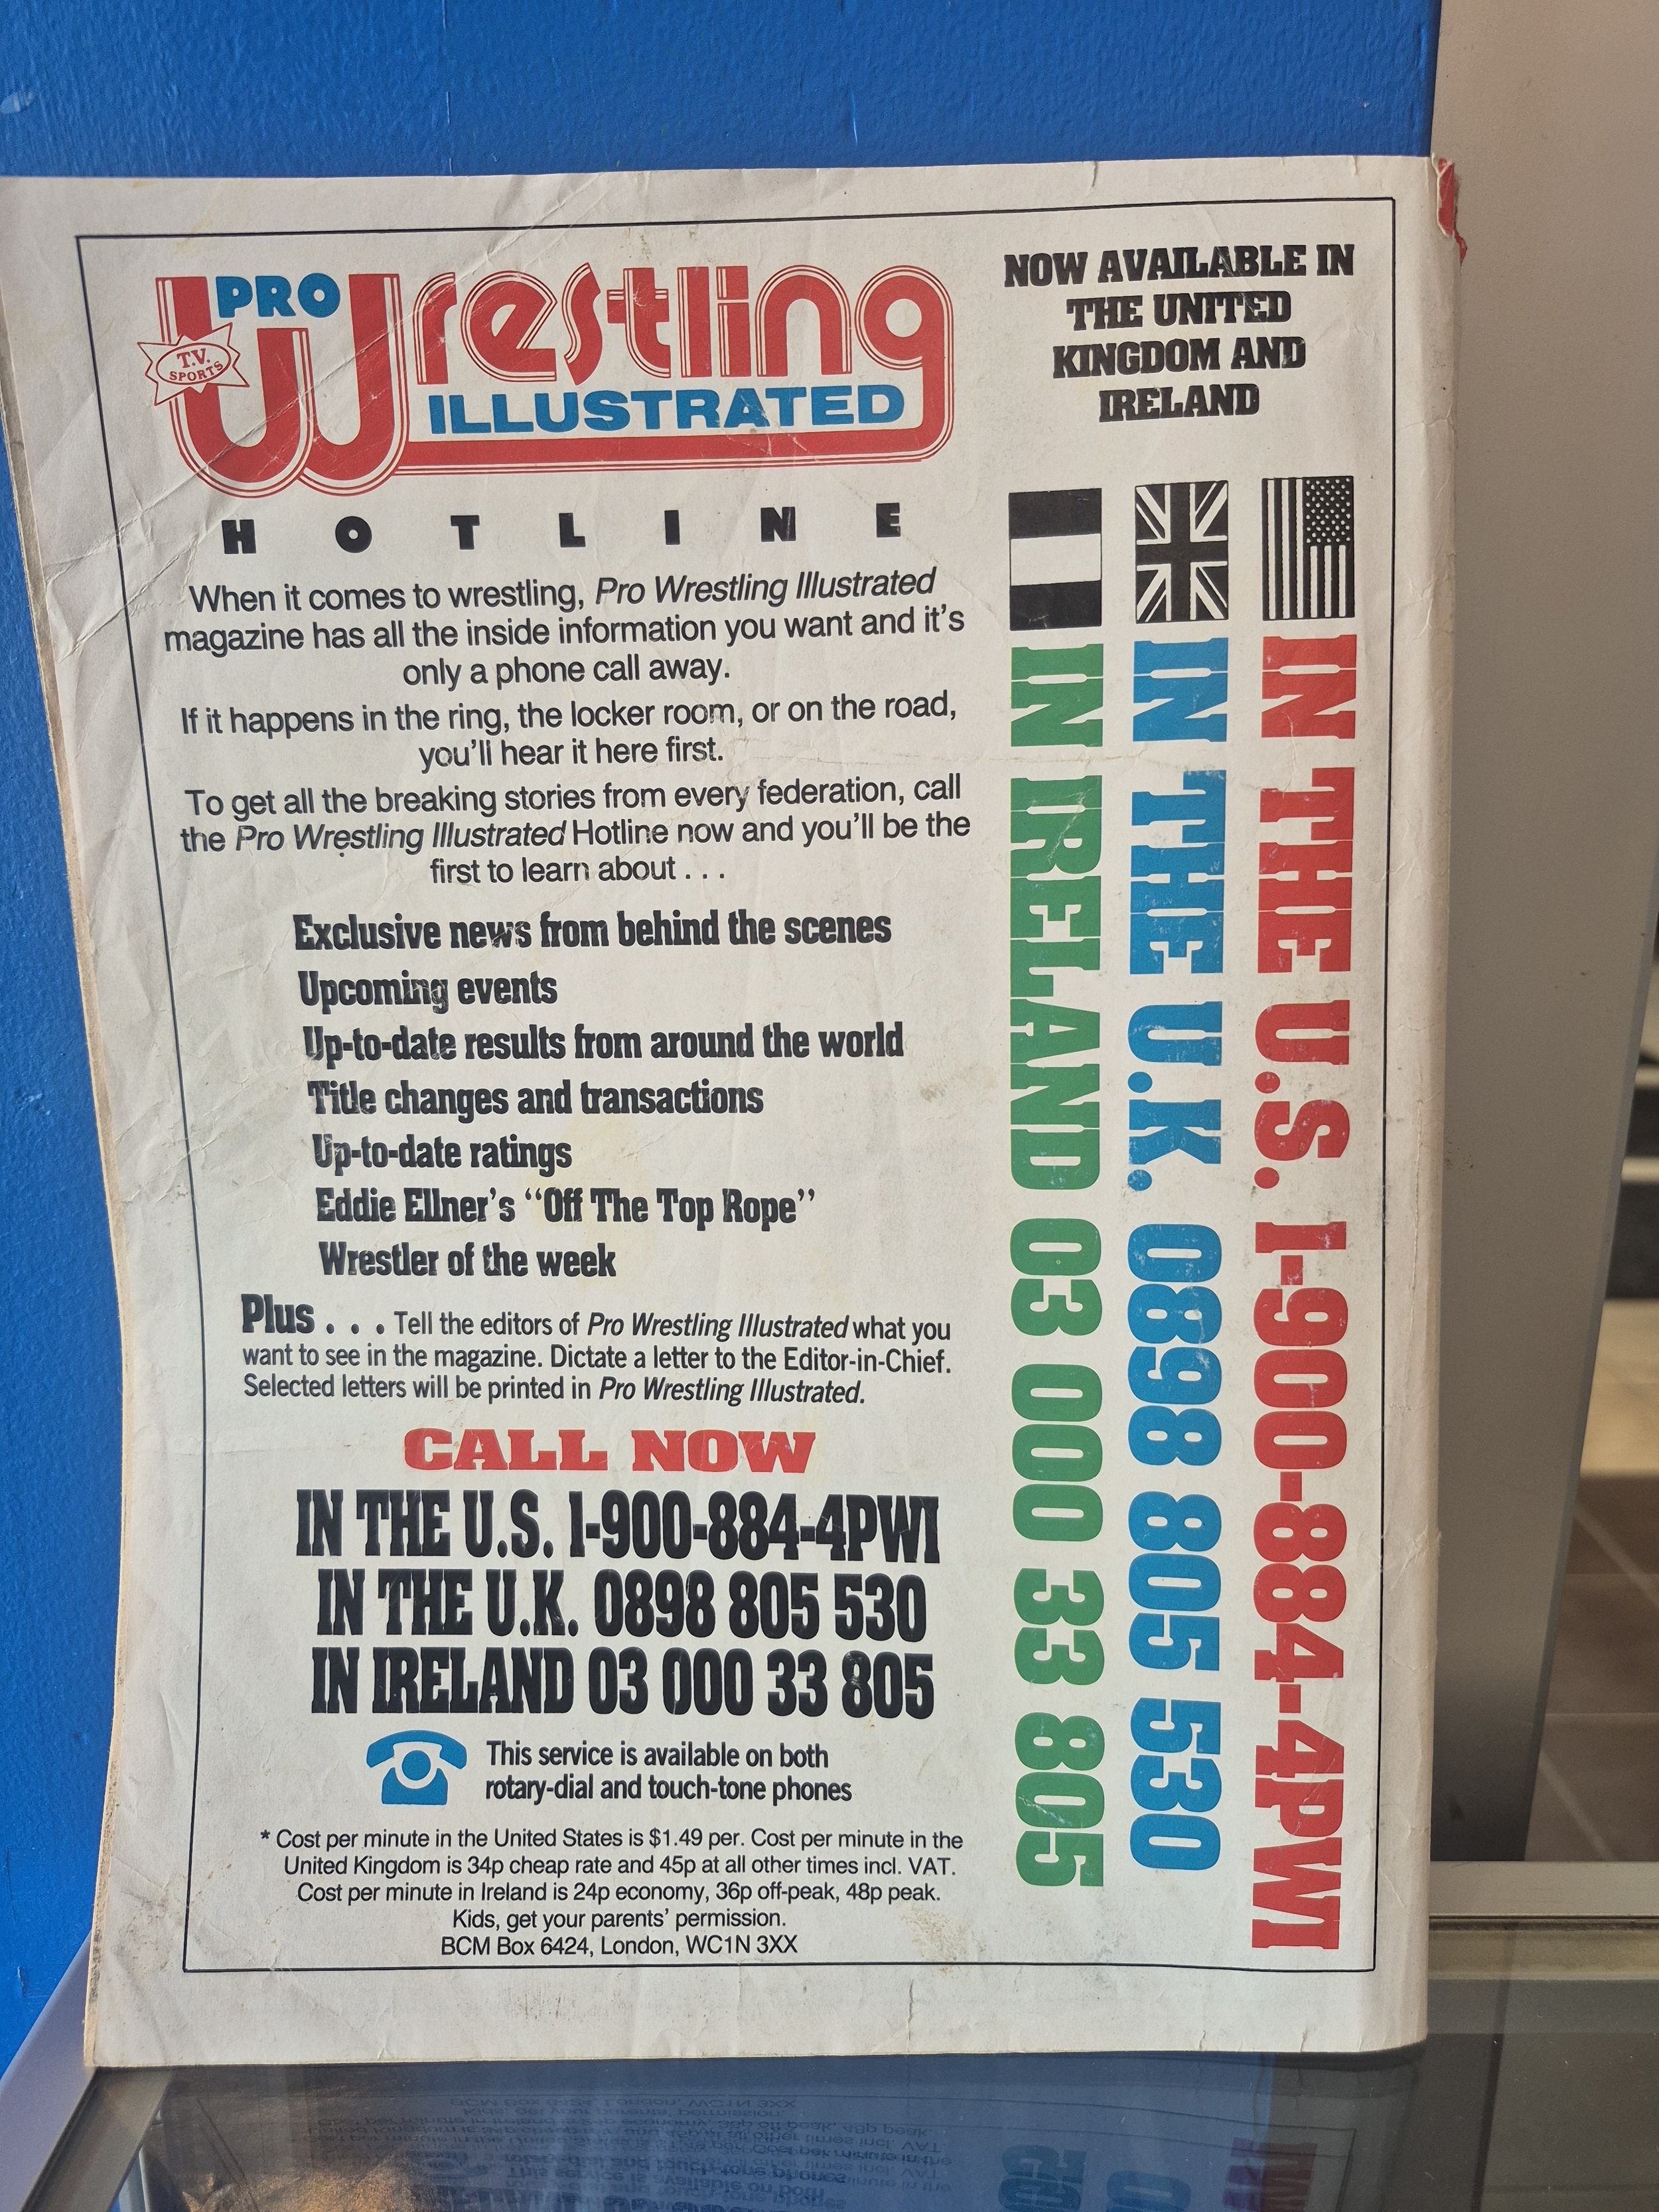 PRO
Wrestling
T.V.
SPORTS
ILLUSTRATED
HOTLINE
When it comes to wrestling, Pro Wrestling Illustrated
magazine has all the inside information you want and it's
only a phone call away.
If it happens in the ring, the locker room, or on the road,
you'll hear it here first.
To get all the breaking stories from every federation, call
the Pro Wrestling Illustrated Hotline now and you'll be the
first to learn about . . .
Exclusive news from behind the scenes
Upcoming events
Up-to-date results from around the world
Title changes and transactions
Up-to-date ratings
Eddie Ellner's “Off The Top Rope”
Wrestler of the week
Plus . . . Tell the editors of Pro Wrestling Illustrated what you
want to see in the magazine. Dictate a letter to the Editor-in-Chief.
Selected letters will be printed in Pro Wrestling Illustrated.
CALL NOW
IN THE U.S. 1-900-884-4PWI
IN THE U.K. 0898 805 530
IN IRELAND 03 000 33 805
This service is available on both
rotary-dial and touch-tone phones
* Cost per minute in the United States is $1.49 per. Cost per minute in the
United Kingdom is 34p cheap rate and 45p at all other times incl. VAT.
Cost per minute in Ireland is 24p economy, 36p off-peak, 48p peak.
Kids, get your parents' permission.
BCM Box 6424, London, WC1N 3XX
NOW AVAILABLE IN
THE UNITED
KINGDOM AND
IRELAND
IN THE U.S. 1-900-884-4PWI
IN THE U.K. 0898 805 530
IN IRELAND 03 000 33 805